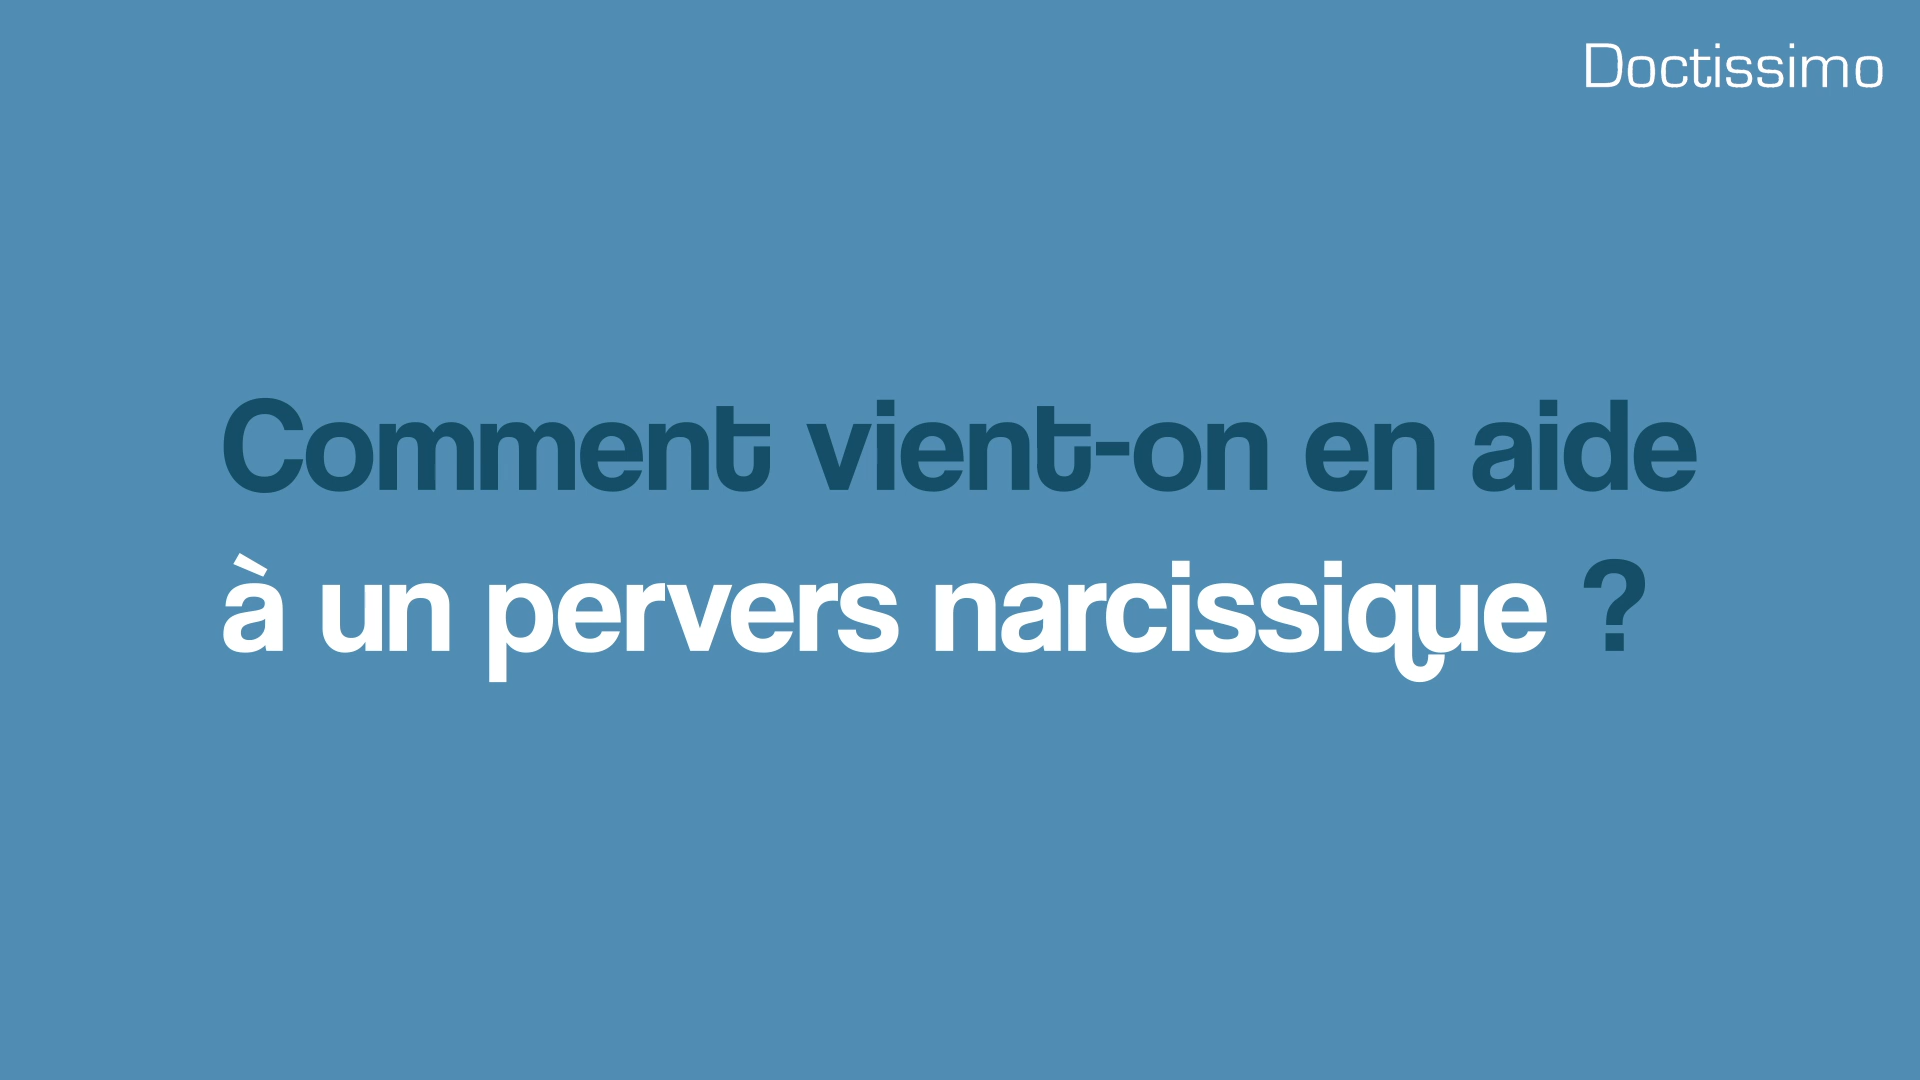 Doctissimo
Comment vient-on en aide
à un pervers narcissique ?